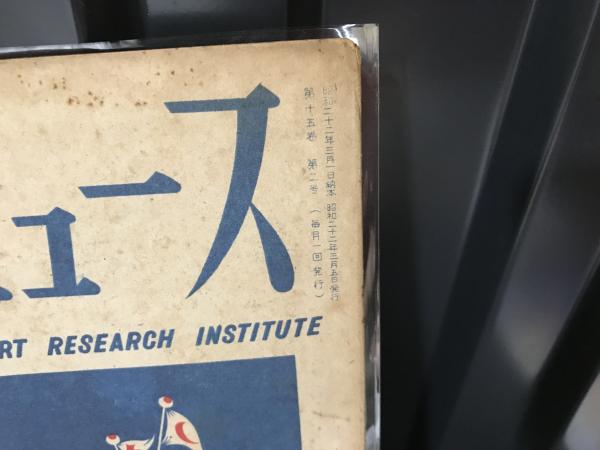 昭和二十二年三月一日納本 昭和二十二年三月五日発行
第十五巻 第二号 (毎月一回発行)
ニュース
ART RESEARCH INSTITUTE